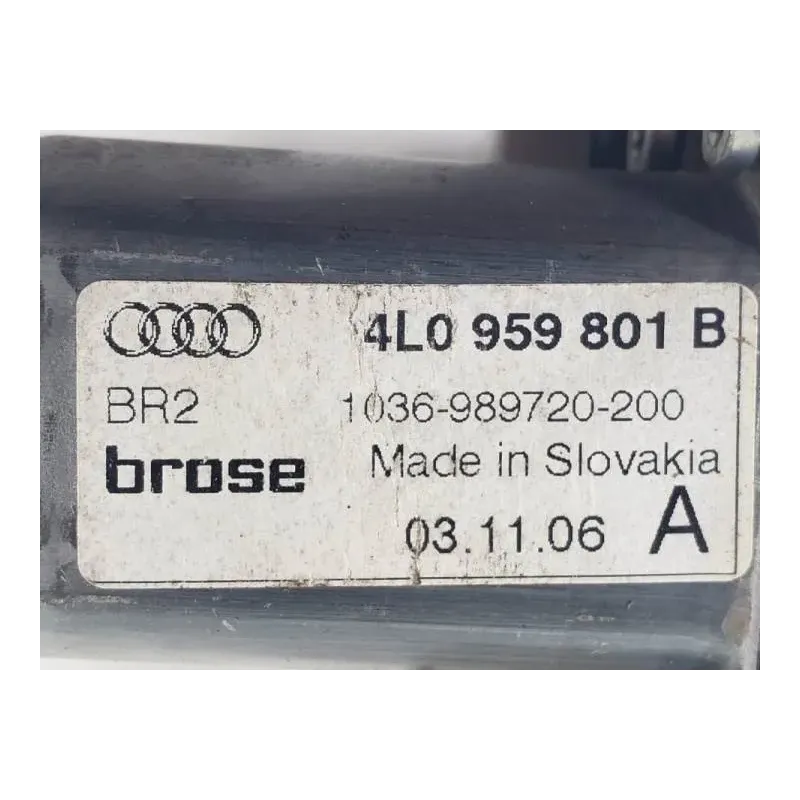 4L0 959 801 B
BR2 1036-989720-200
brose Made in Slovakia
03.11.06 A